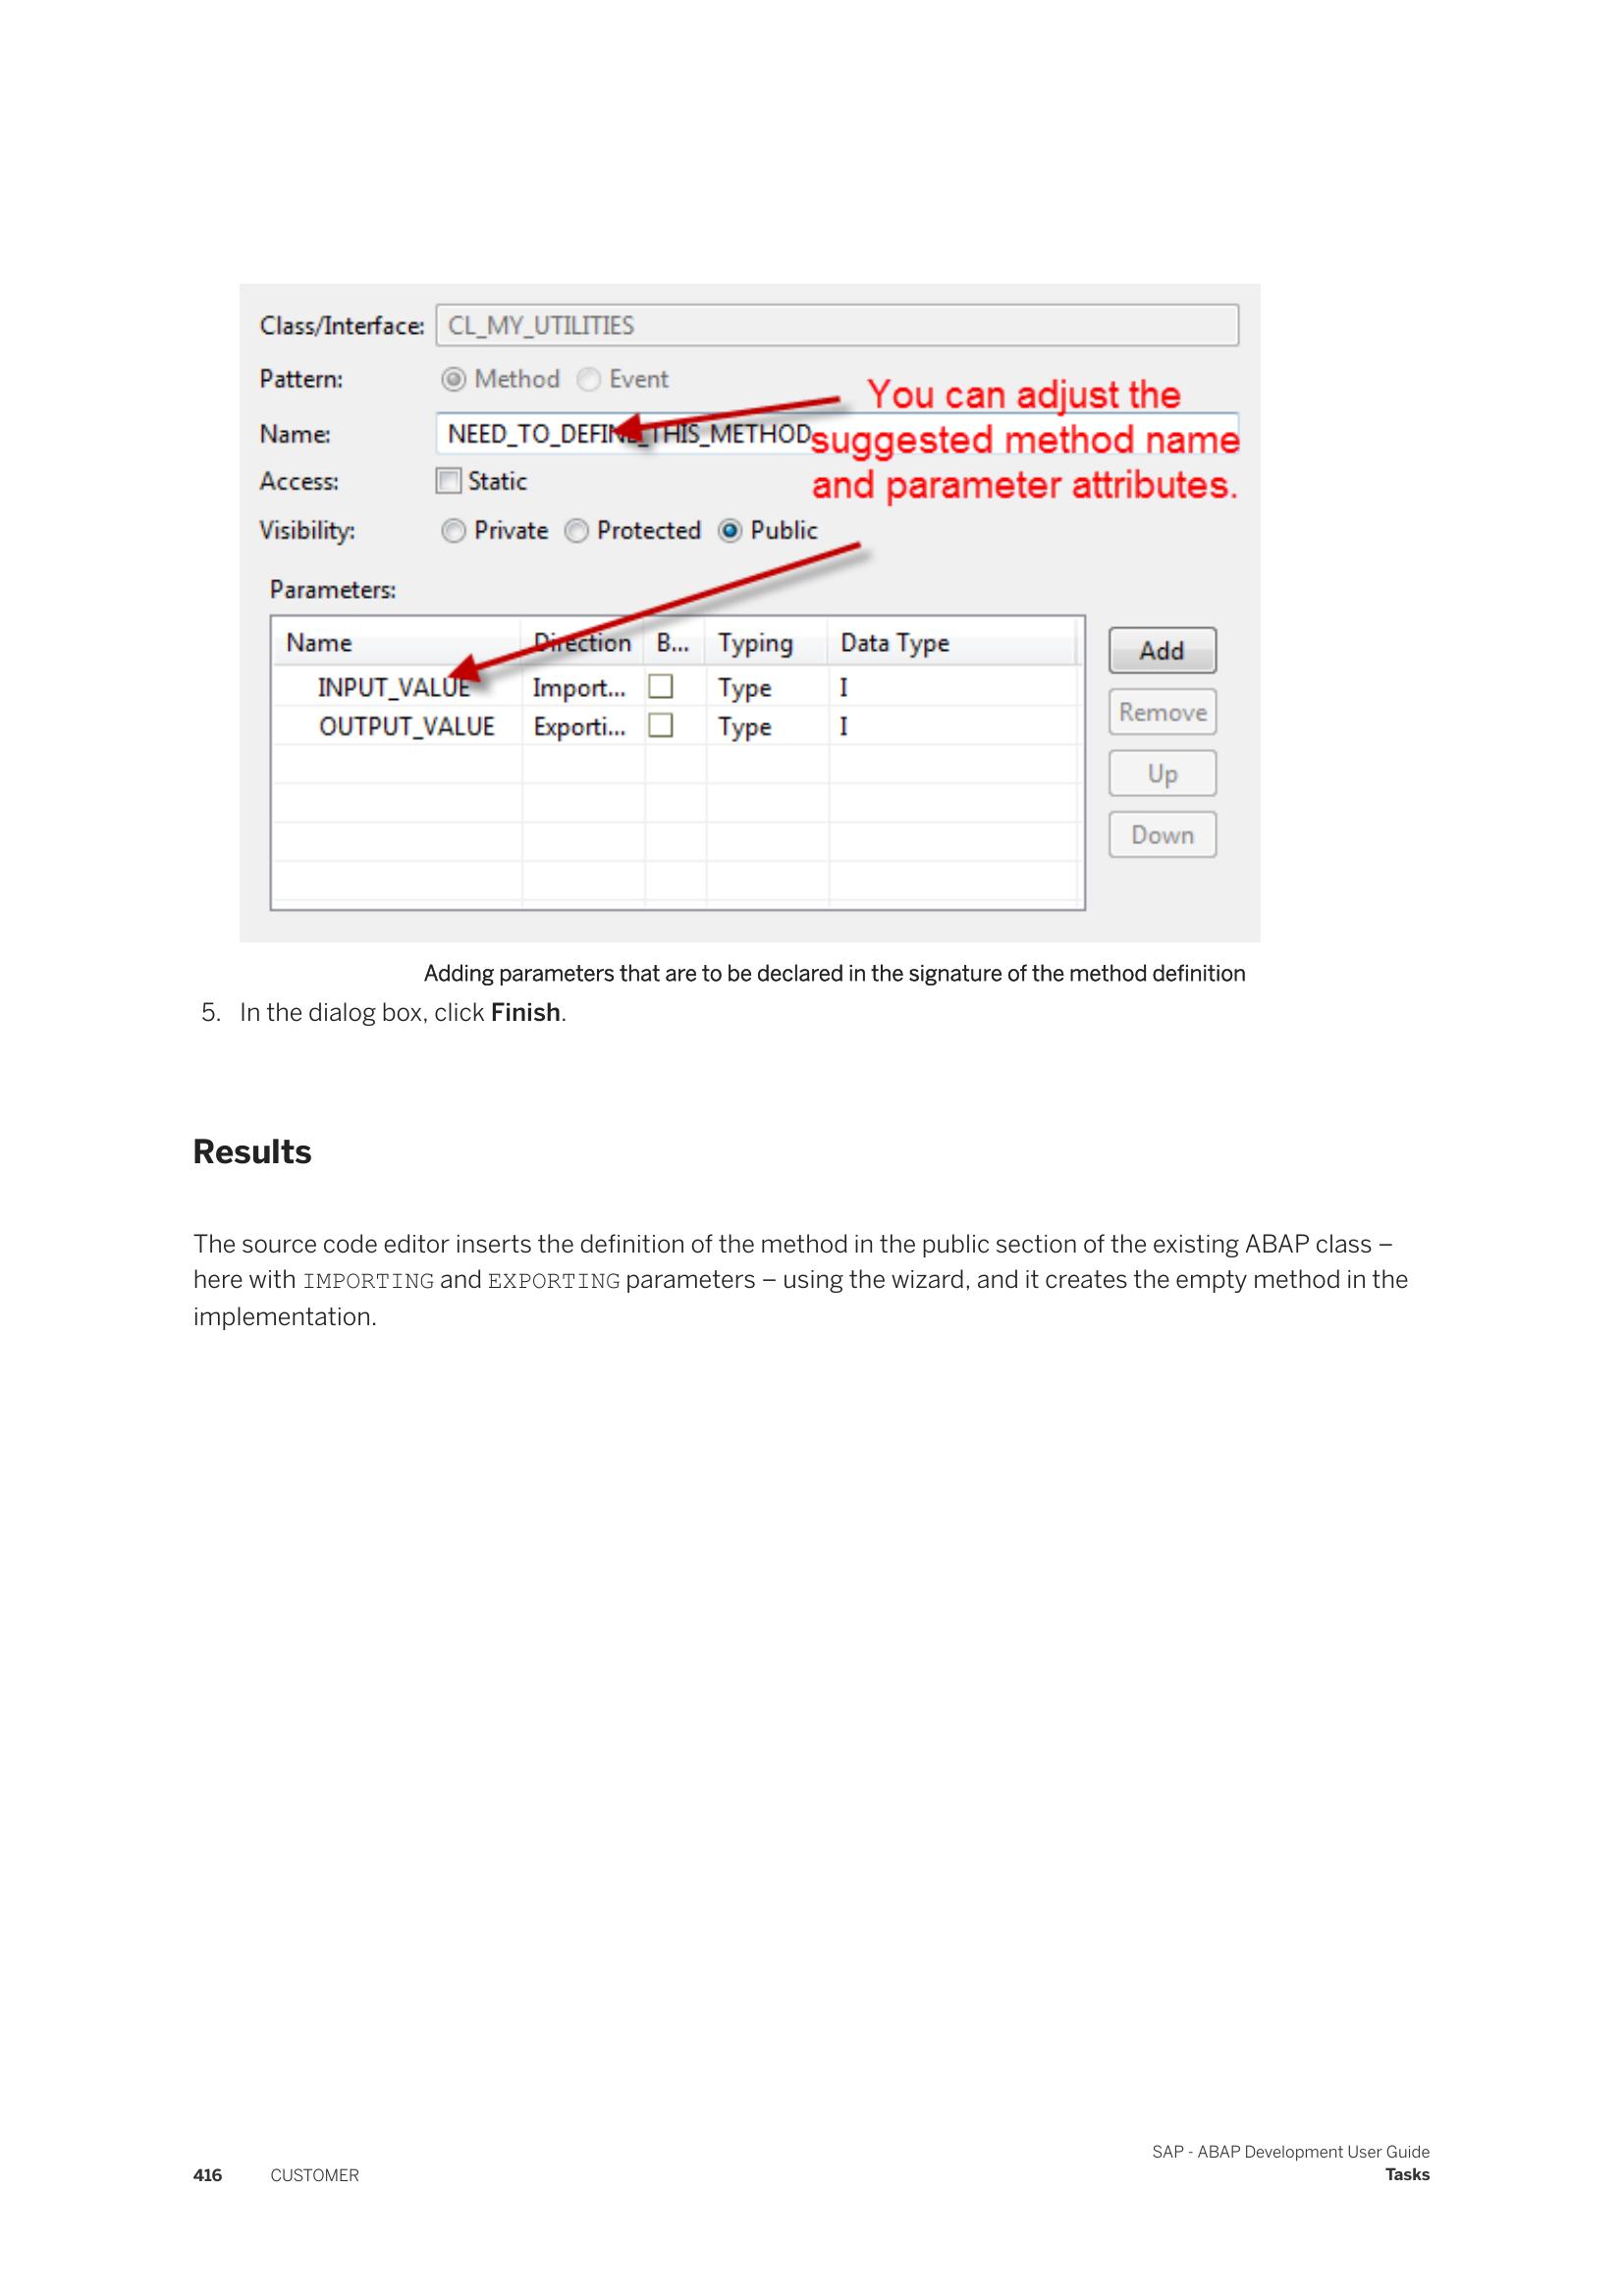 Class/Interface: CL_MY_UTILITIES
Pattern: Method Event
You can adjust the
Name: NEED_TO_DEFINE_THIS_METHOD
suggested method name
Access: Static
and parameter attributes.
Visibility: Private Protected Public
Parameters:
Name Direction B... Typing Data Type
INPUT_VALUE Import... Type I
OUTPUT_VALUE Exporti... Type I
Add
Remove
Up
Down
Adding parameters that are to be declared in the signature of the method definition
5. In the dialog box, click Finish.
Results
The source code editor inserts the definition of the method in the public section of the existing ABAP class –
here with IMPORTING and EXPORTING parameters – using the wizard, and it creates the empty method in the
implementation.
SAP - ABAP Development User Guide
416 CUSTOMER Tasks